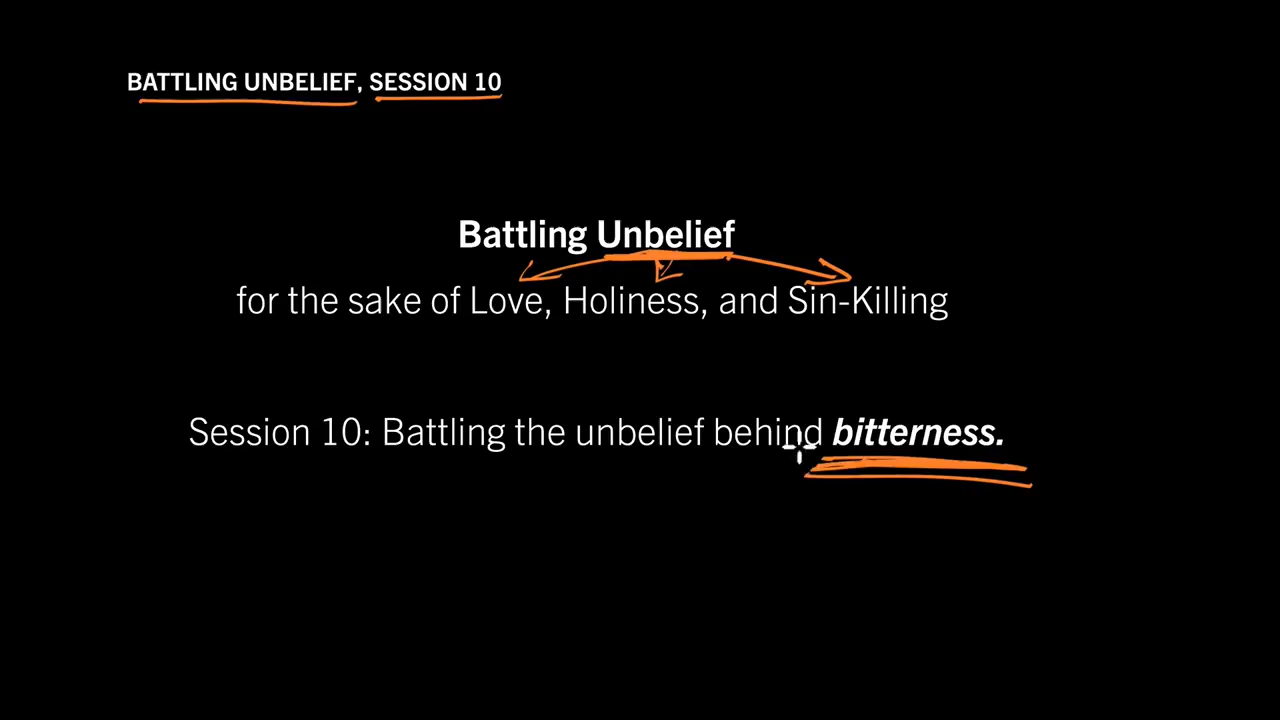 BATTLING UNBELIEF, SESSION 10
Battling Unbelief
for the sake of Love, Holiness, and Sin-Killing
Session 10: Battling the unbelief behind bitterness.